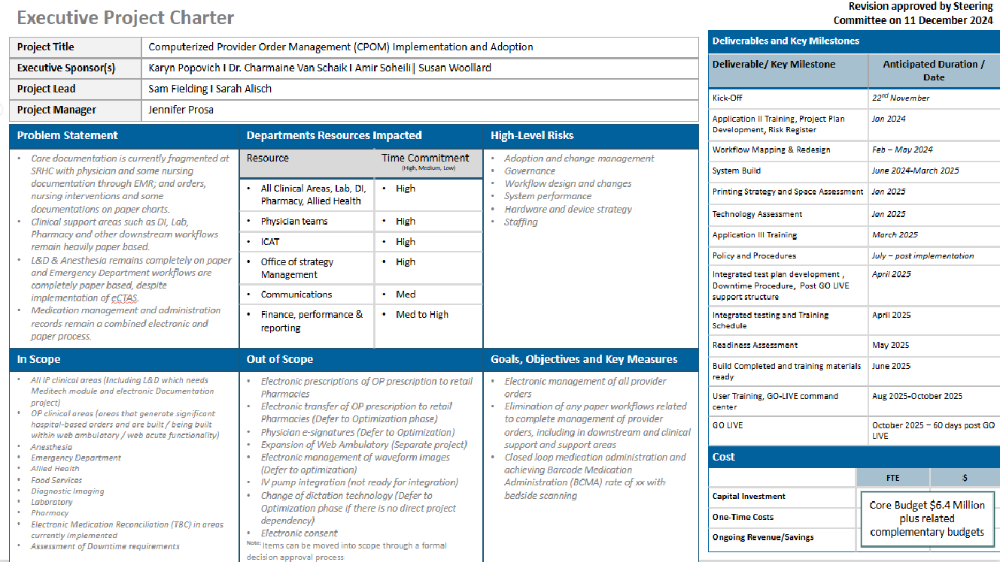 Executive Project Charter
Revision approved by Steering
Committee on 11 December 2024
Project Title
Computerized Provider Order Management (CPOM) Implementation and Adoption
Executive Sponsor(s)
Karyn Popovich I Dr. Charmaine Van Schaik I Amir Soheili| Susan Woollard
Project Lead
Sam Fielding I Sarah Alisch
Project Manager
Jennifer Prosa
Problem Statement
• Care documentation is currently fragmented at
SRHC with physician and some nursing
documentation through EMR; and orders,
nursing interventions and some
documentations on paper charts.
• Clinical support areas such as DI, Lab,
Pharmacy and other downstream workflows
remain heavily paper based.
• L&D & Anesthesia remains completely on paper
and Emergency Department workflows are
completely paper based, despite
implementation of eCTAS.
• Medication management and administration
records remain a combined electronic and
paper process.
Departments Resources Impacted
Resource
Time Commitment
(High, Medium, Low)
• All Clinical Areas, Lab, DI,
Pharmacy, Allied Health
• High
• Physician teams
• High
• ICAT
• High
• Office of strategy
Management
• High
• Communications
• Med
• Finance, performance &
reporting
• Med to High
High-Level Risks
• Adoption and change management
• Governance
• Workflow design and changes
• System performance
• Hardware and device strategy
• Staffing
In Scope
• All IP clinical areas (Including L&D which needs
Meditech module and electronic Documentation
project)
• OP clinical areas (areas that generate significant
hospital-based orders and are built / being built
within web ambulatory / web acute functionality)
• Anesthesia
• Emergency Department
• Allied Health
• Food Services
• Diagnostic Imaging
• Laboratory
• Pharmacy
• Electronic Medication Reconciliation (TBC) in areas
currently implemented
• Assessment of Downtime requirements
Out of Scope
• Electronic prescriptions of OP prescription to retail
Pharmacies
• Electronic transfer of OP prescription to retail
Pharmacies (Defer to Optimization phase)
• Physician e-signatures (Defer to Optimization)
• Expansion of Web Ambulatory (Separate project)
• Electronic management of waveform images
(Defer to optimization)
• IV pump integration (not ready for integration)
• Change of dictation technology (Defer to
Optimization phase if there is no direct project
dependency)
• Electronic consent
Note: Items can be moved into scope through a formal
decision approval process
Goals, Objectives and Key Measures
• Electronic management of all provider
orders
• Elimination of any paper workflows related
to complete management of provider
orders, including in downstream and clinical
support and support areas
• Closed loop medication administration and
achieving Barcode Medication
Administration (BCMA) rate of xx with
bedside scanning
Deliverables and Key Milestones
Deliverable/ Key Milestone
Anticipated Duration /
Date
Kick-Off
22nd November
Application II Training, Project Plan
Development, Risk Register
Jan 2024
Workflow Mapping & Redesign
Feb – May 2024
System Build
June 2024-March 2025
Printing Strategy and Space Assessment
Jan 2025
Technology Assessment
Jan 2025
Application III Training
March 2025
Policy and Procedures
July – post implementation
Integrated test plan development ,
Downtime Procedure, Post GO LIVE
support structure
April 2025
Integrated testing and Training
Schedule
April 2025
Readiness Assessment
May 2025
Build Completed and training materials
ready
June 2025
User Training, GO-LIVE command
center
Aug 2025-October 2025
GO LIVE
October 2025 – 60 days post GO
LIVE
Cost
FTE
$
Capital Investment
One-Time Costs
Ongoing Revenue/Savings
Core Budget $6.4 Million
plus related
complementary budgets